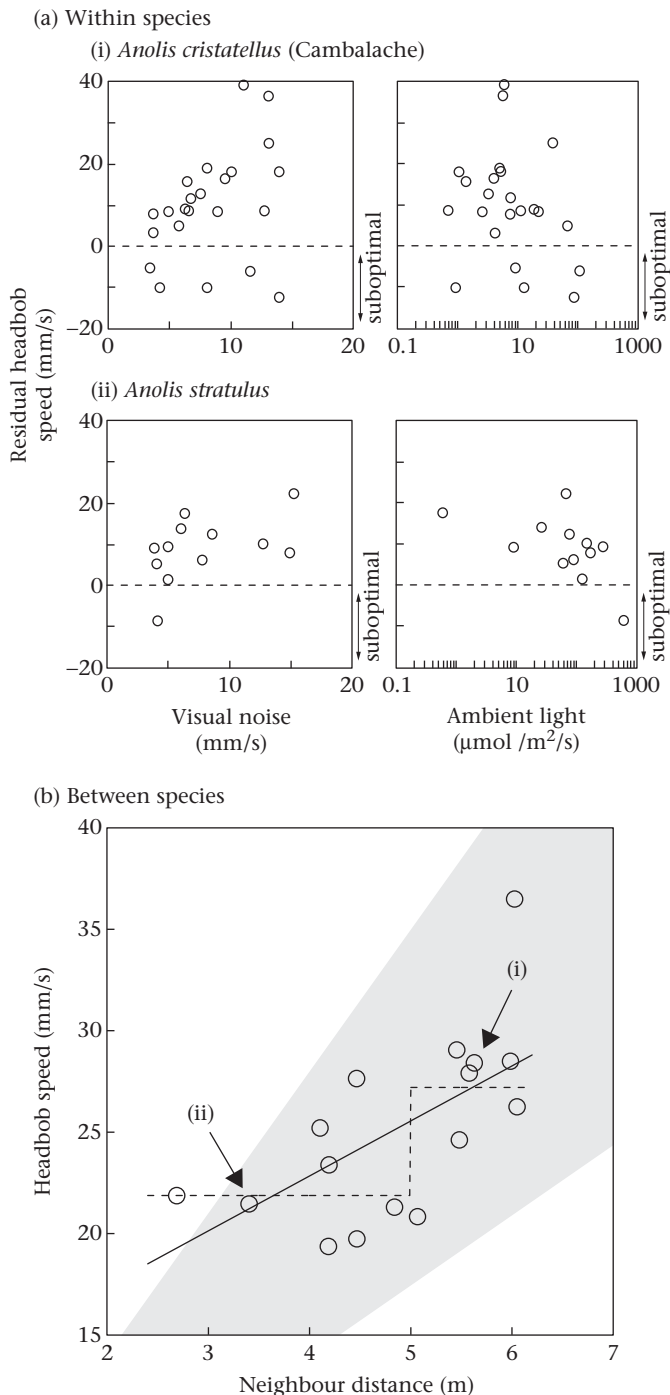 (a) Within species
(i) Anolis cristatellus (Cambalache)
40
20
0
−20
0
10
20
suboptimal
0.1
10
1000
suboptimal
Residual headbob
speed (mm/s)
(ii) Anolis stratulus
40
20
0
−20
0
10
20
suboptimal
0.1
10
1000
suboptimal
Visual noise
(mm/s)
Ambient light
(µmol /m²/s)
(b) Between species
40
35
30
25
20
15
Headbob speed (mm/s)
(i)
(ii)
2
3
4
5
6
7
Neighbour distance (m)